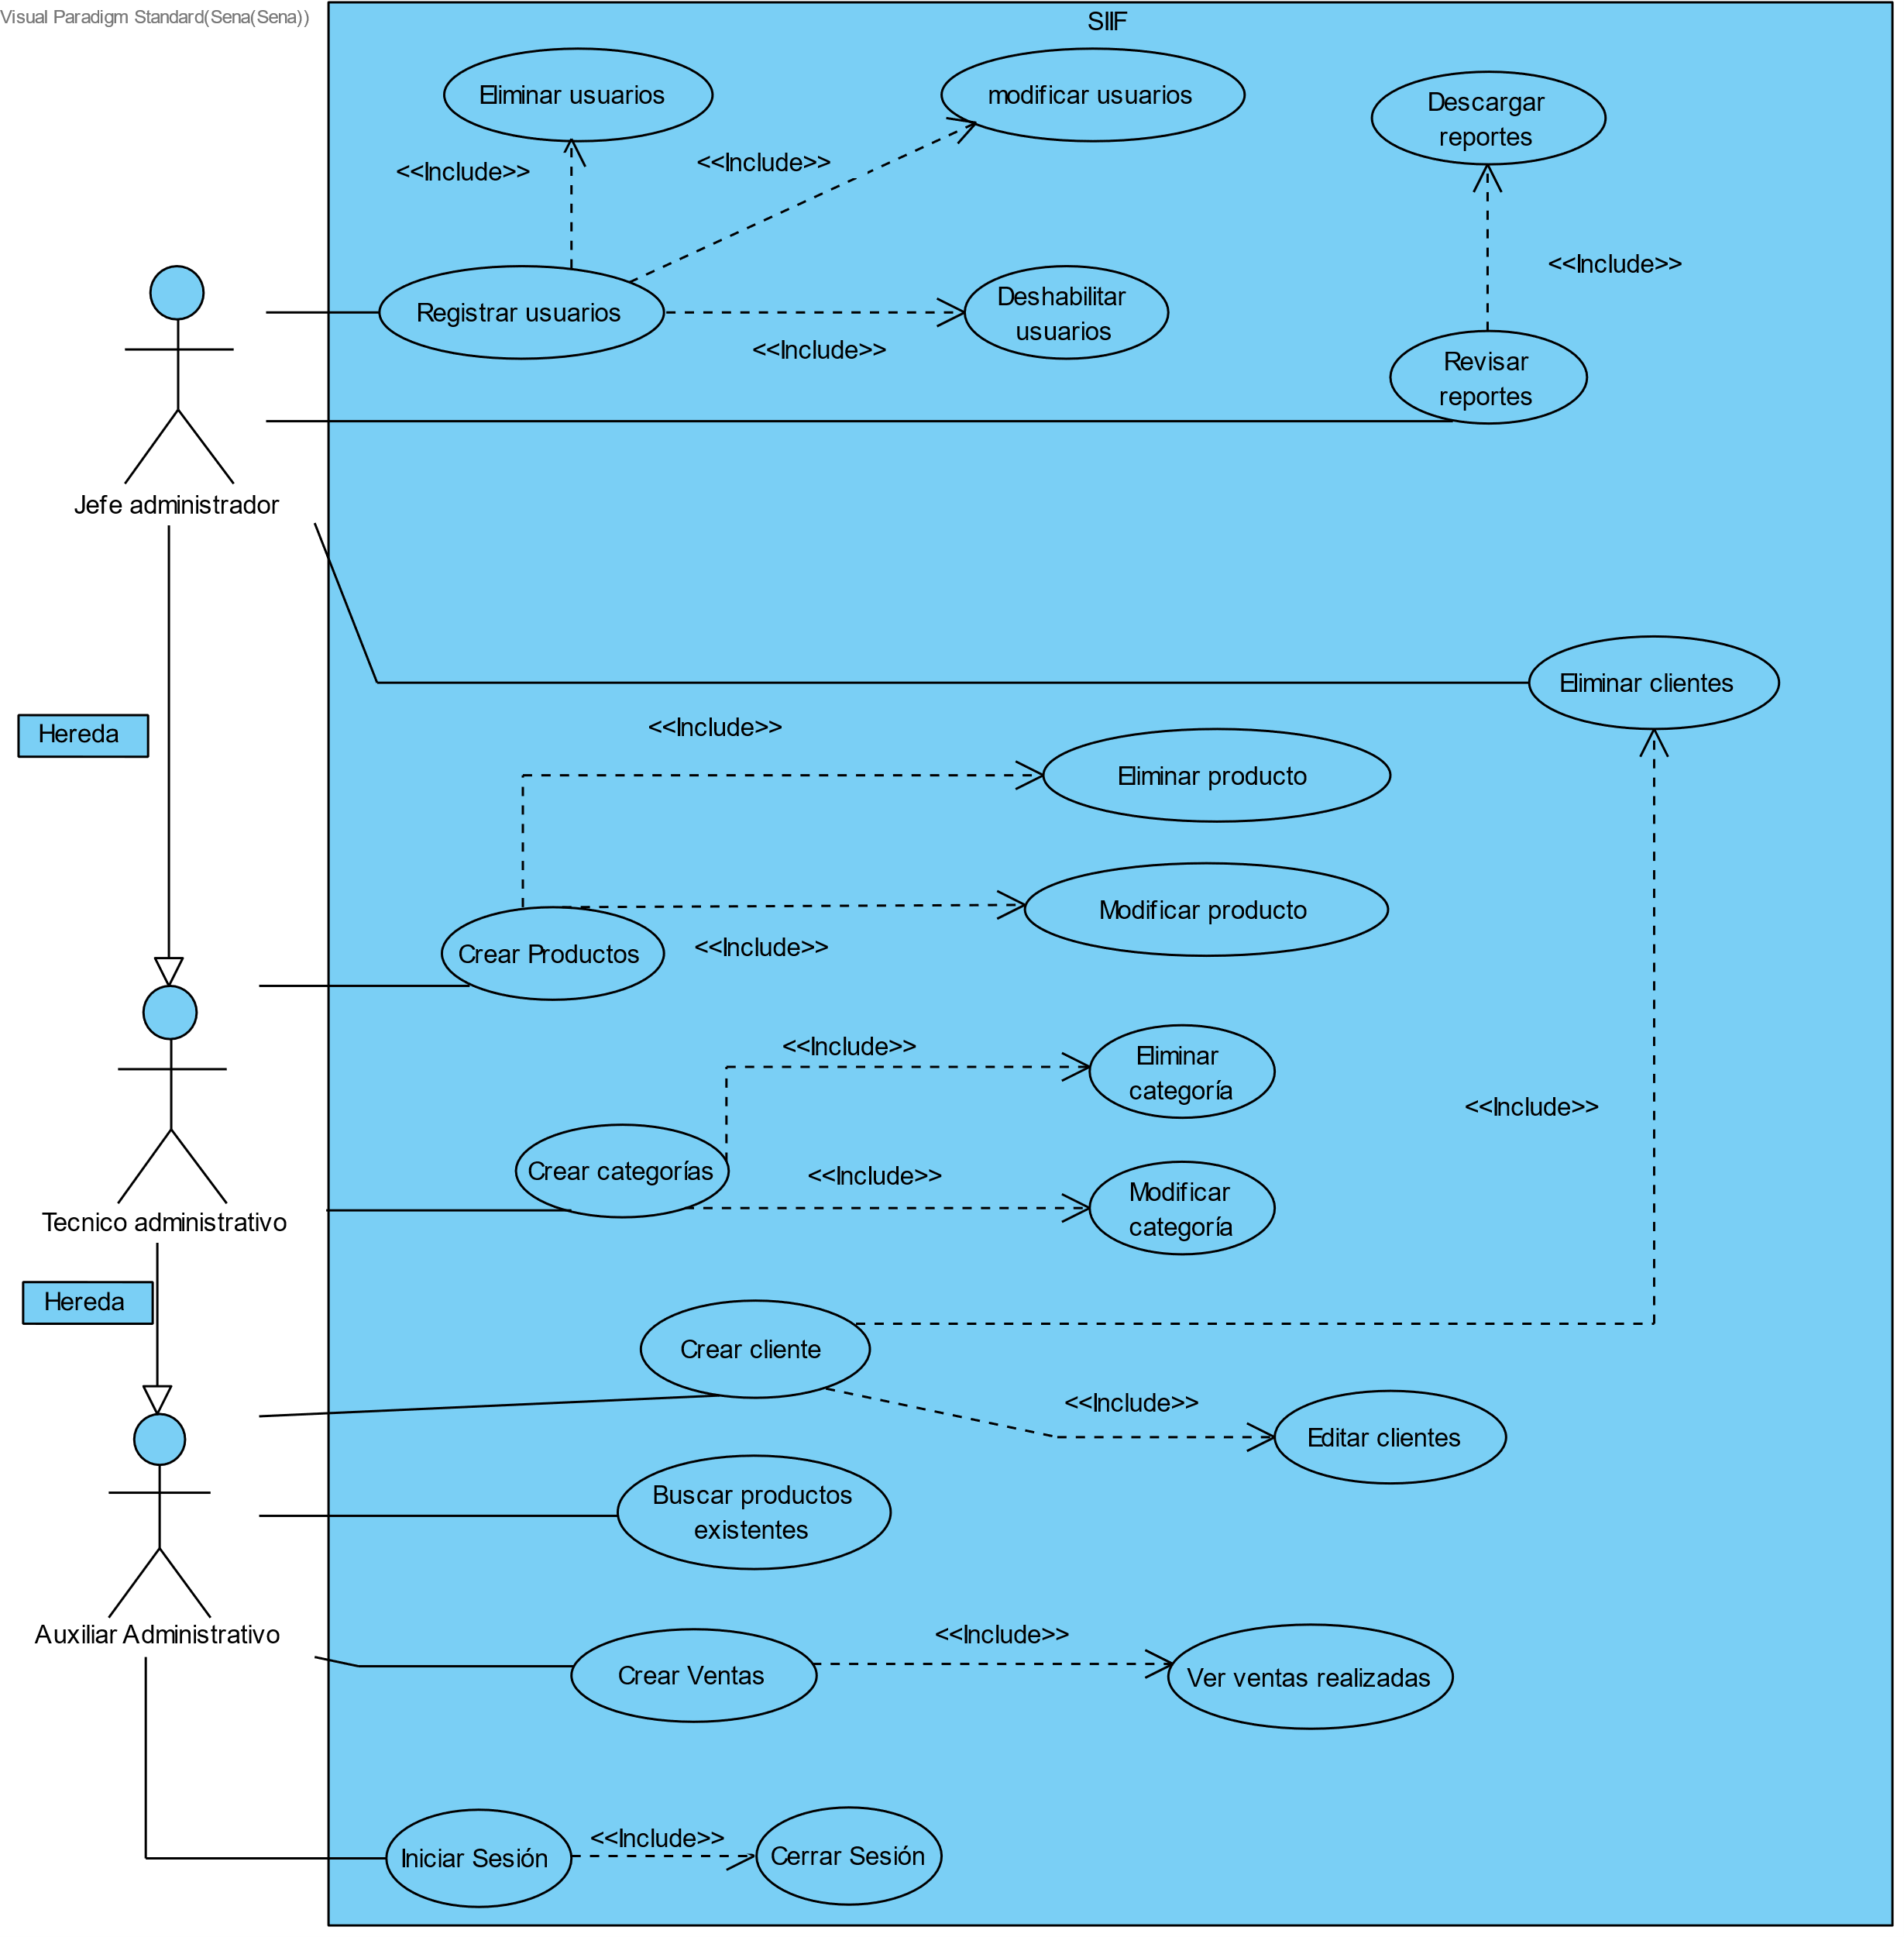 Visual Paradigm Standard(Sena(Sena))
SIIF
Eliminar usuarios
modificar usuarios
Descargar
reportes
<<Include>>
<<Include>>
<<Include>>
Registrar usuarios
Deshabilitar
usuarios
<<Include>>
Revisar
reportes
Jefe administrador
Eliminar clientes
Hereda
<<Include>>
Eliminar producto
Modificar producto
Crear Productos
<<Include>>
<<Include>>
Eliminar
categoría
<<Include>>
Crear categorías
<<Include>>
Modificar
categoría
Tecnico administrativo
Hereda
Crear cliente
<<Include>>
Editar clientes
Buscar productos
existentes
Auxiliar Administrativo
<<Include>>
Crear Ventas
Ver ventas realizadas
<<Include>>
Iniciar Sesión
Cerrar Sesión